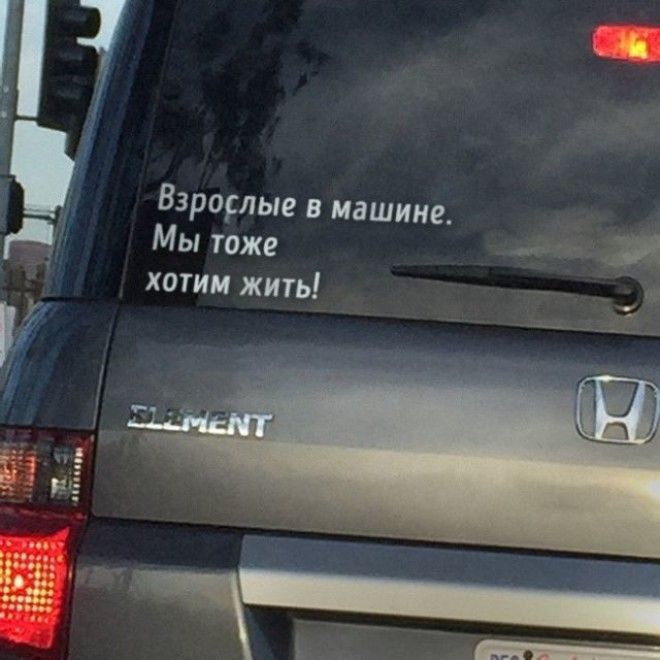 Взрослые в машине.
Мы тоже
хотим жить!
ELEMENT